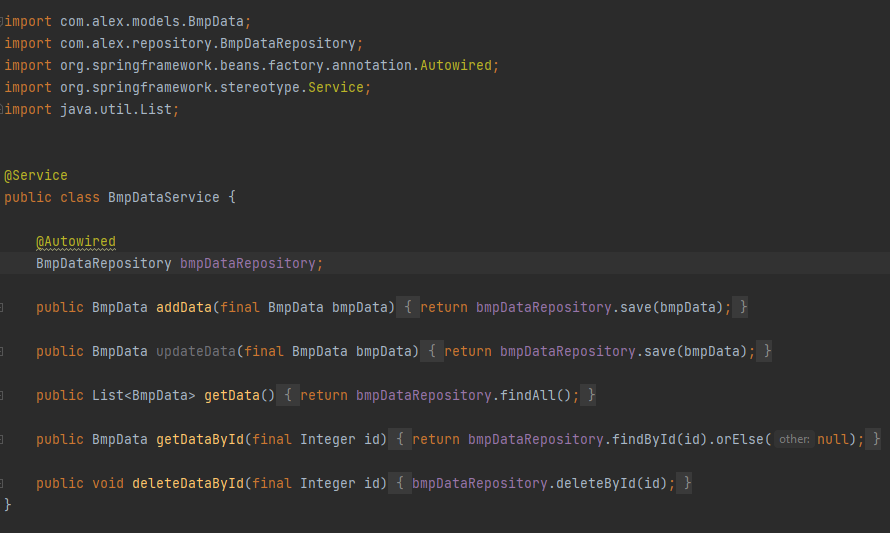 import com.alex.models.BmpData;
import com.alex.repository.BmpDataRepository;
import org.springframework.beans.factory.annotation.Autowired;
import org.springframework.stereotype.Service;
import java.util.List;
@Service
public class BmpDataService {
@Autowired
BmpDataRepository bmpDataRepository;
public BmpData addData(final BmpData bmpData) { return bmpDataRepository.save(bmpData); }
public BmpData updateData(final BmpData bmpData) { return bmpDataRepository.save(bmpData); }
public List<BmpData> getData() { return bmpDataRepository.findAll(); }
public BmpData getDataById(final Integer id) { return bmpDataRepository.findById(id).orElse( other: null); }
public void deleteDataById(final Integer id) { bmpDataRepository.deleteById(id); }
}